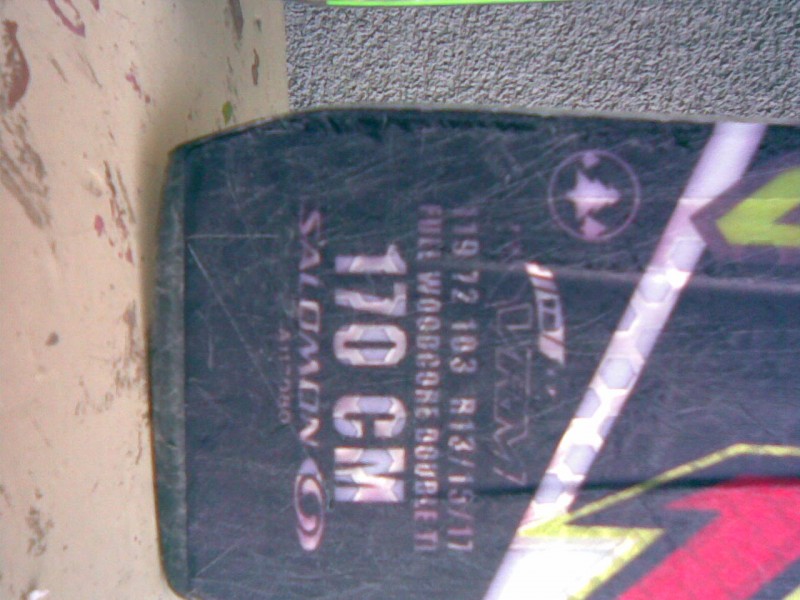 119 72 103 R13/15/17
FULL WOODCORE DOUBLE TI
170 CM
SALOMON